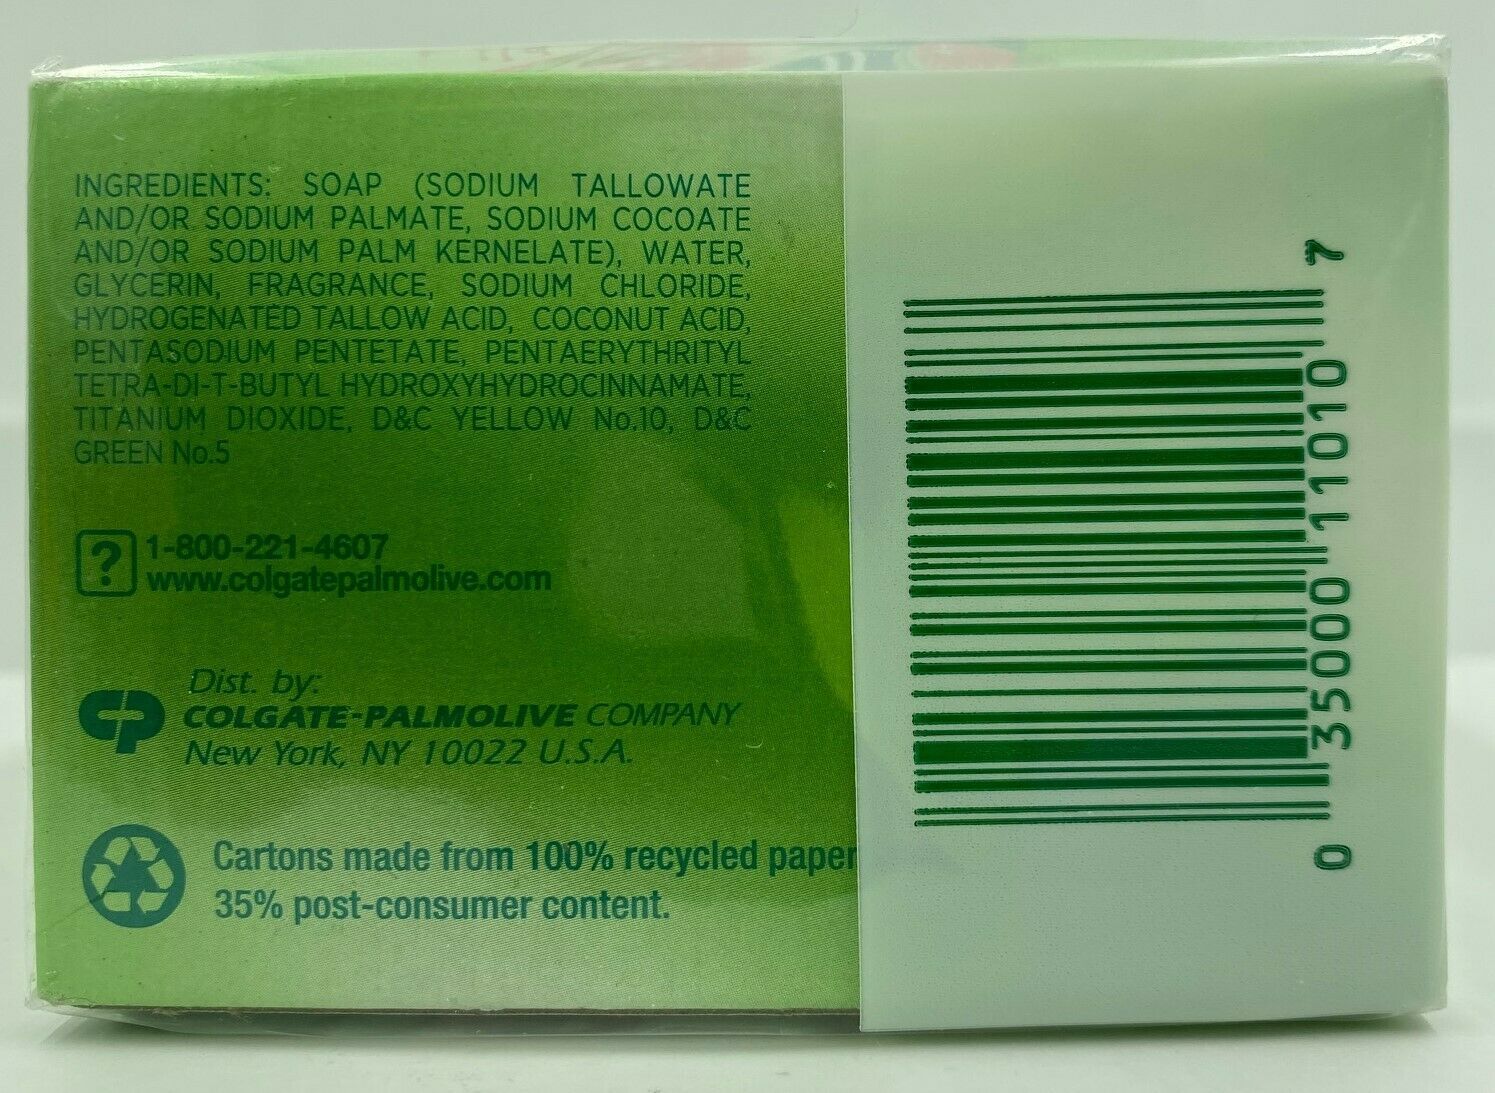 INGREDIENTS: SOAP (SODIUM TALLOWATE
AND/OR SODIUM PALMATE, SODIUM COCOATE
AND/OR SODIUM PALM KERNELATE), WATER,
GLYCERIN, FRAGRANCE, SODIUM CHLORIDE,
HYDROGENATED TALLOW ACID, COCONUT ACID,
PENTASODIUM PENTETATE, PENTAERYTHRITYL
TETRA-DI-T-BUTYL HYDROXYHYDROCINNAMATE,
TITANIUM DIOXIDE, D&C YELLOW No.10, D&C
GREEN No.5
? 1-800-221-4607
www.colgatepalmolive.com
Dist. by:
CP COLGATE-PALMOLIVE COMPANY
New York, NY 10022 U.S.A.
Cartons made from 100% recycled paper
35% post-consumer content.
0 35000 11010 7